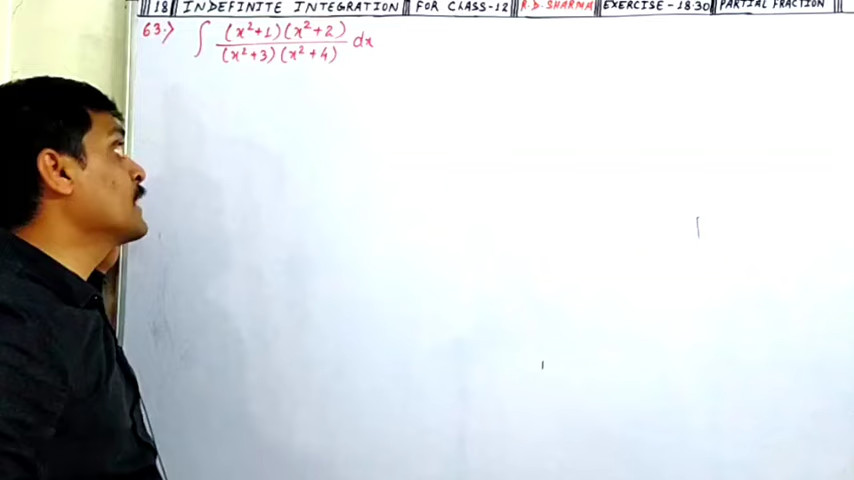 18 INDEFINITE INTEGRATION FOR CLASS-12 R.D. SHARMA EXERCISE-18.30 PARTIAL FRACTION
63.> ∫ (x²+1)(x²+2) / (x²+3)(x²+4) dx